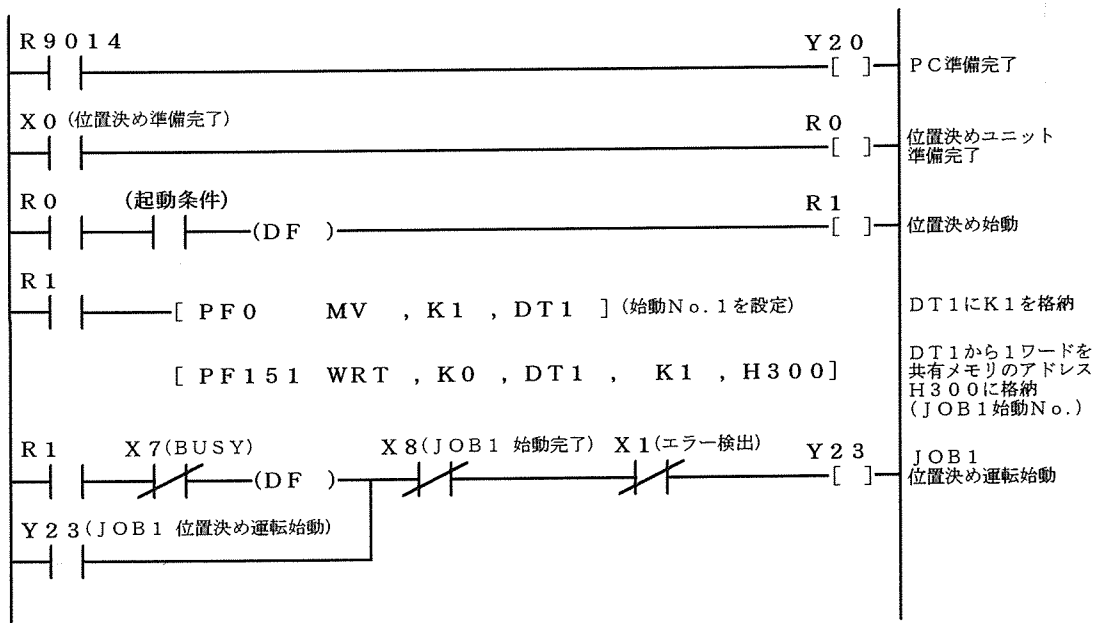 R9014 Y20
[ ] PC準備完了
X0(位置決め準備完了) R0
[ ] 位置決めユニット
準備完了
R0 (起動条件) R1
(DF ) [ ] 位置決め始動
R1
[ PF0 MV , K1 , DT1 ](始動No.1を設定) DT1にK1を格納
[ PF151 WRT , K0 , DT1 , K1 , H300] DT1から1ワードを
共有メモリのアドレス
H300に格納
(JOB1始動No.)
R1 X7(BUSY) X8(JOB1 始動完了) X1(エラー検出) Y23
(DF ) [ ] JOB1
位置決め運転始動
Y23(JOB1 位置決め運転始動)